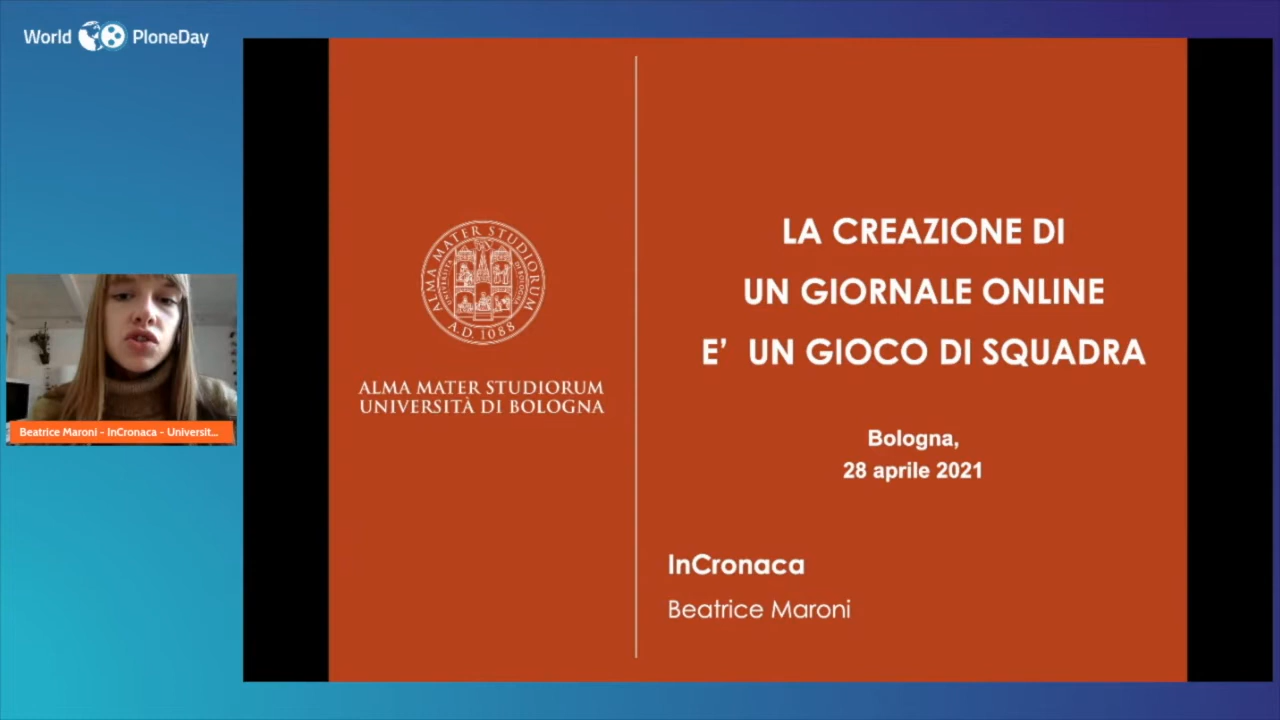 World PloneDay
LA CREAZIONE DI
UN GIORNALE ONLINE
E' UN GIOCO DI SQUADRA
ALMA MATER STUDIORUM
A.D. 1088
ALMA MATER STUDIORUM
UNIVERSITÀ DI BOLOGNA
Bologna,
28 aprile 2021
InCronaca
Beatrice Maroni
Beatrice Maroni - InCronaca - Universit...